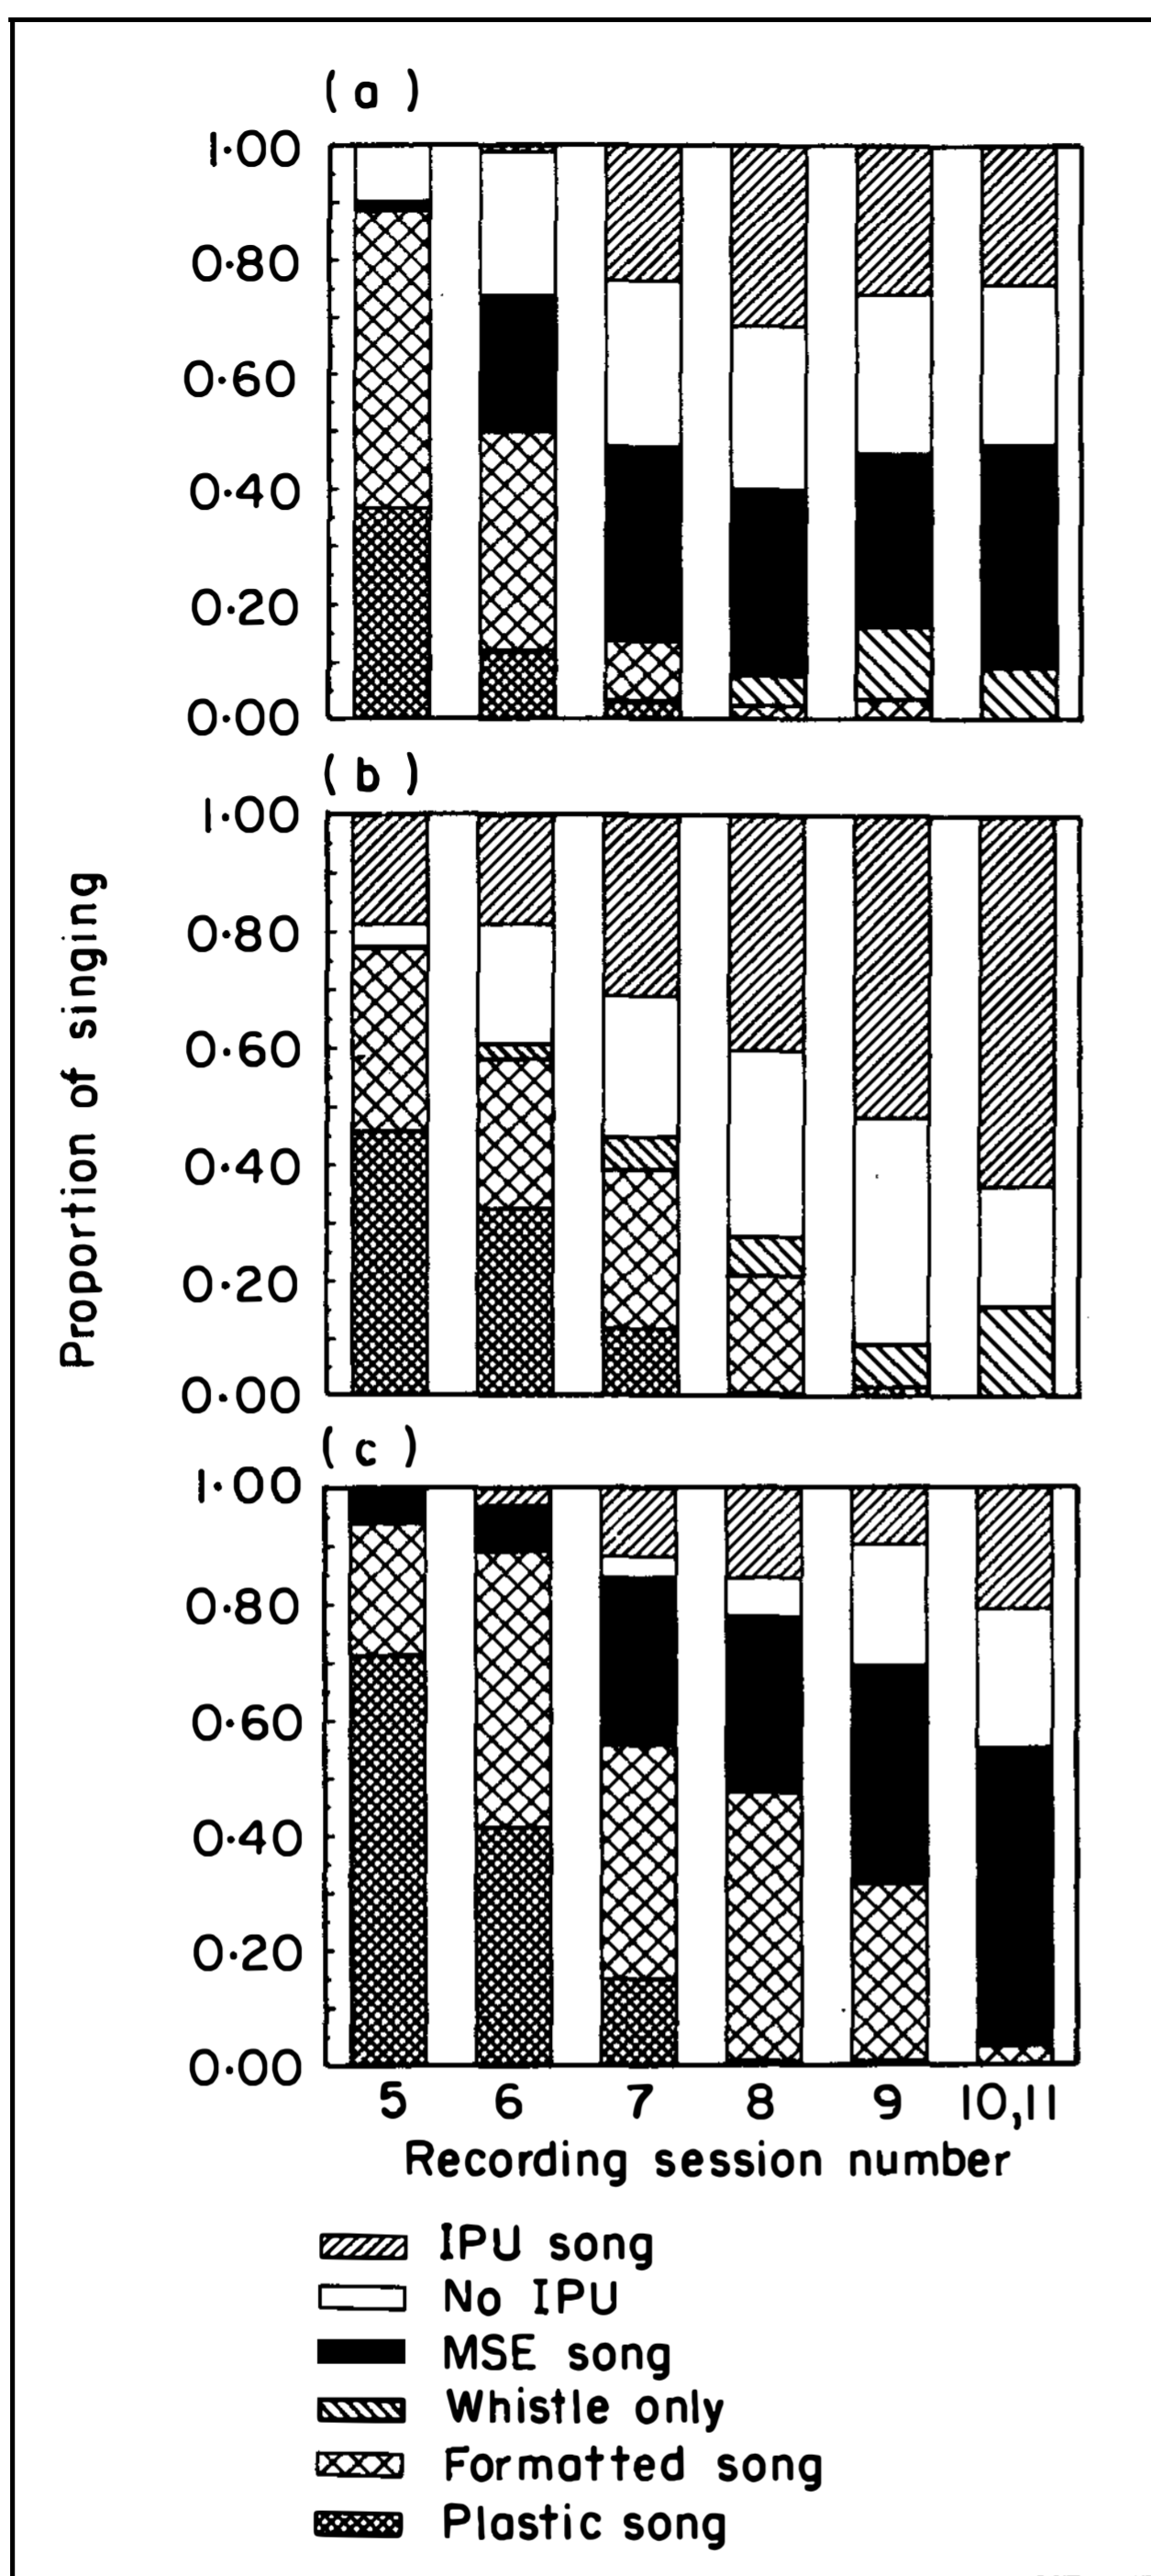 (a)
1·00
0·80
0·60
0·40
0·20
0·00
(b)
1·00
0·80
0·60
0·40
0·20
0·00
(c)
1·00
0·80
0·60
0·40
0·20
0·00
Proportion of singing
5 6 7 8 9 10,11
Recording session number
IPU song
No IPU
MSE song
Whistle only
Formatted song
Plastic song